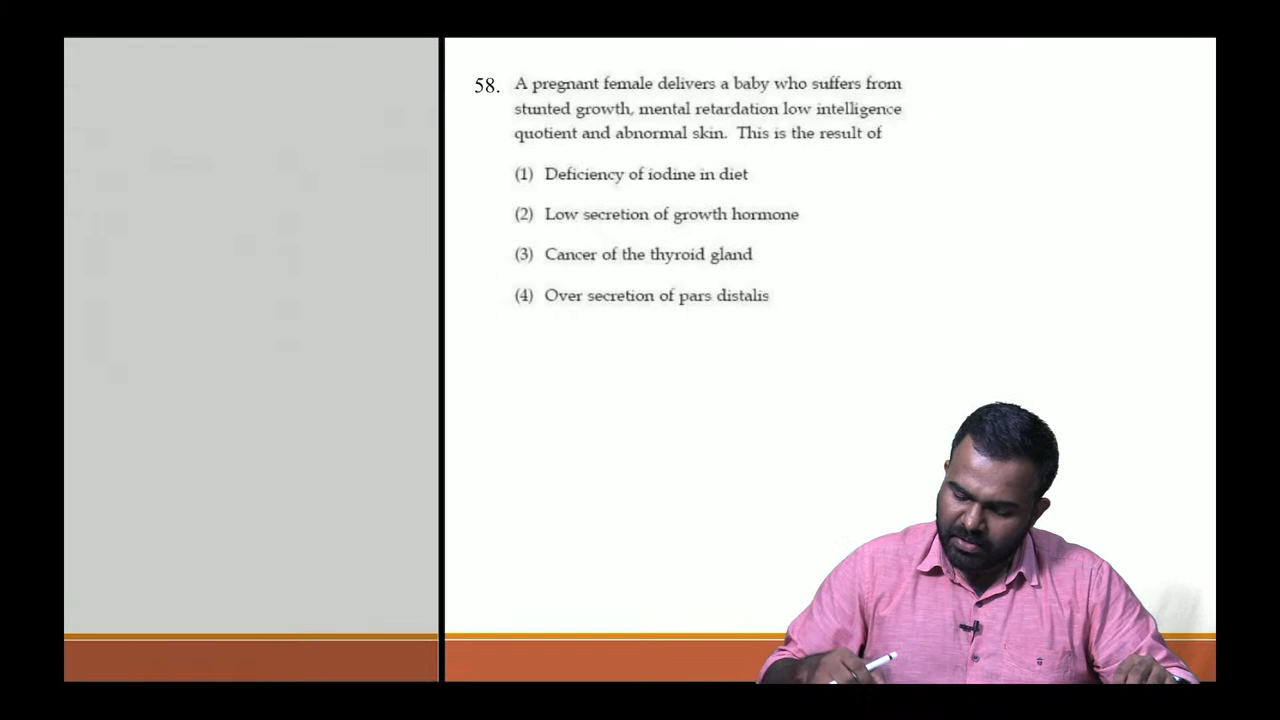 58. A pregnant female delivers a baby who suffers from
stunted growth, mental retardation low intelligence
quotient and abnormal skin. This is the result of
(1) Deficiency of iodine in diet
(2) Low secretion of growth hormone
(3) Cancer of the thyroid gland
(4) Over secretion of pars distalis